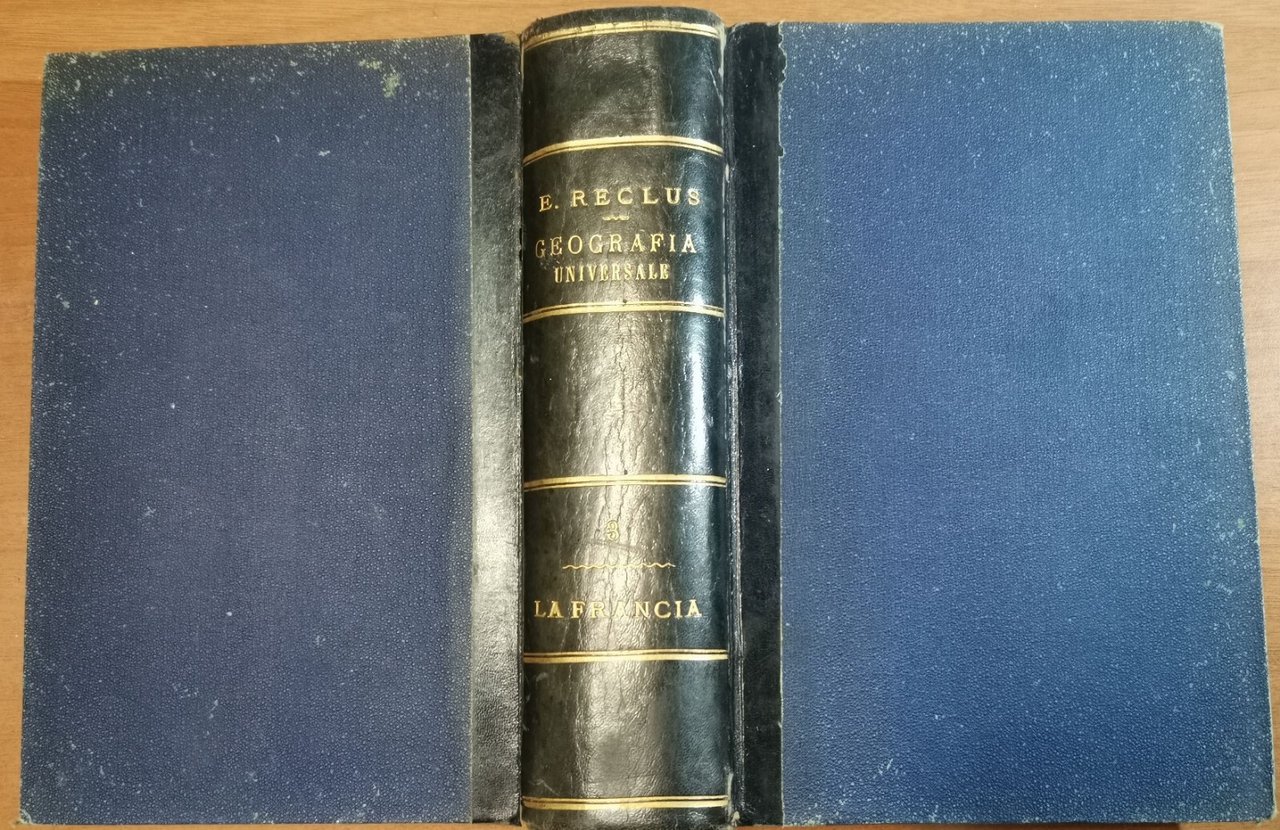 E. RECLUS
GEOGRAFIA
UNIVERSALE
3
LA FRANCIA